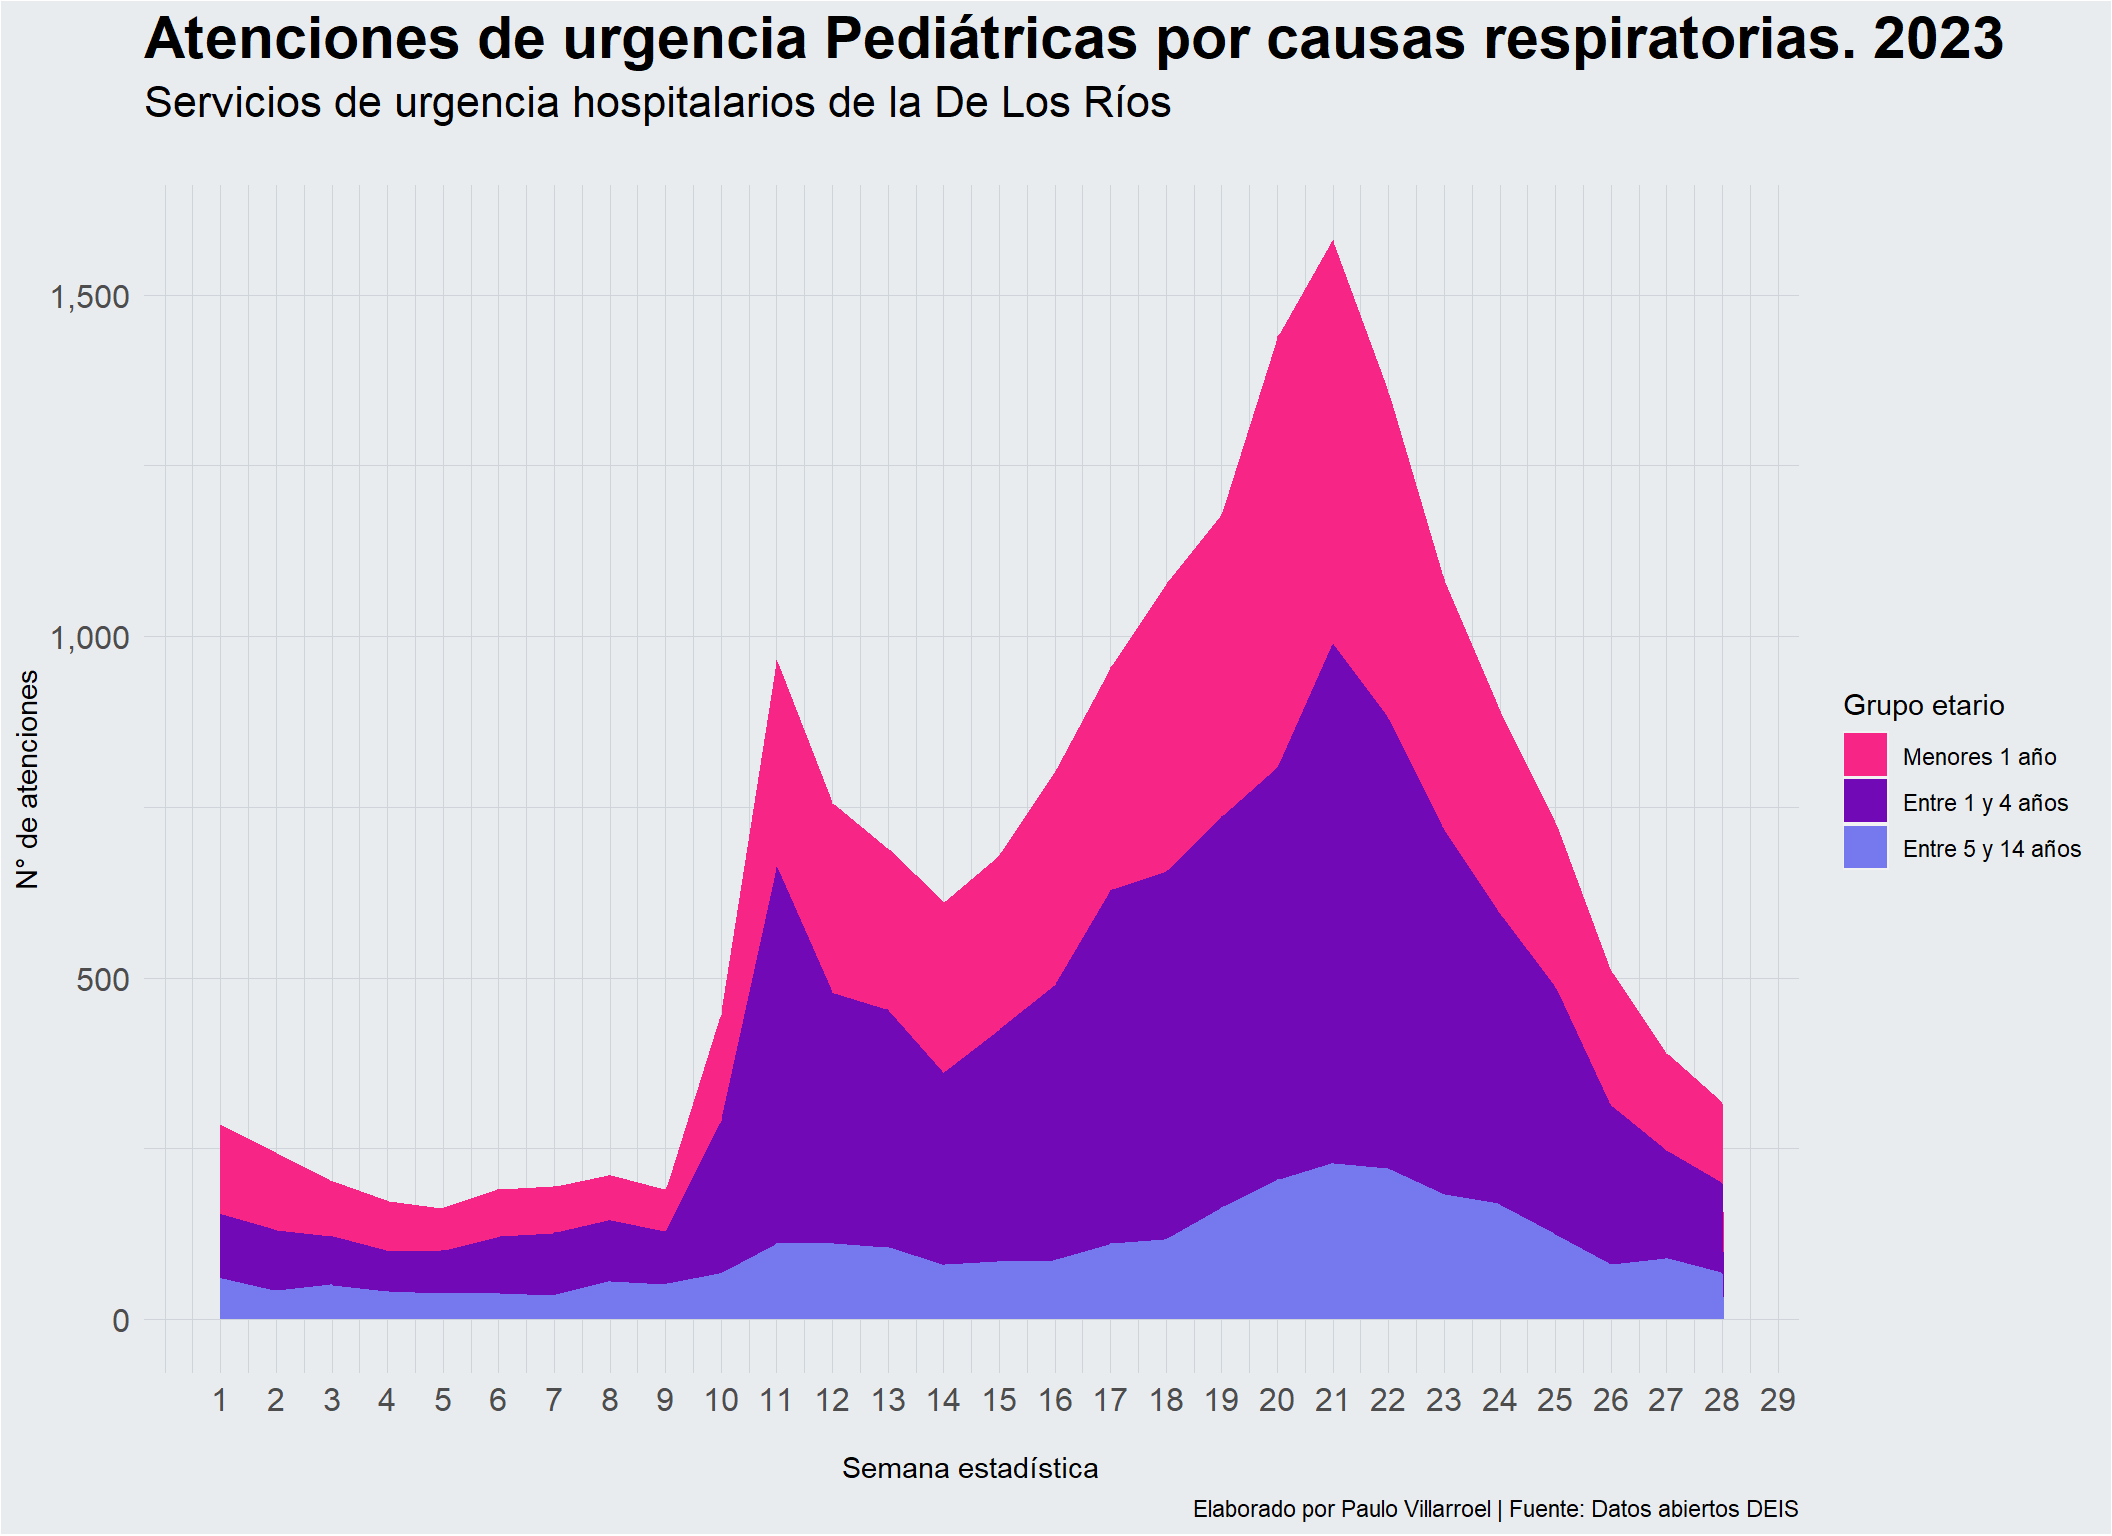 Atenciones de urgencia Pediátricas por causas respiratorias. 2023
Servicios de urgencia hospitalarios de la De Los Ríos
1,500
1,000
500
0
N° de atenciones
1 2 3 4 5 6 7 8 9 10 11 12 13 14 15 16 17 18 19 20 21 22 23 24 25 26 27 28 29
Semana estadística
Grupo etario
Menores 1 año
Entre 1 y 4 años
Entre 5 y 14 años
Elaborado por Paulo Villarroel | Fuente: Datos abiertos DEIS